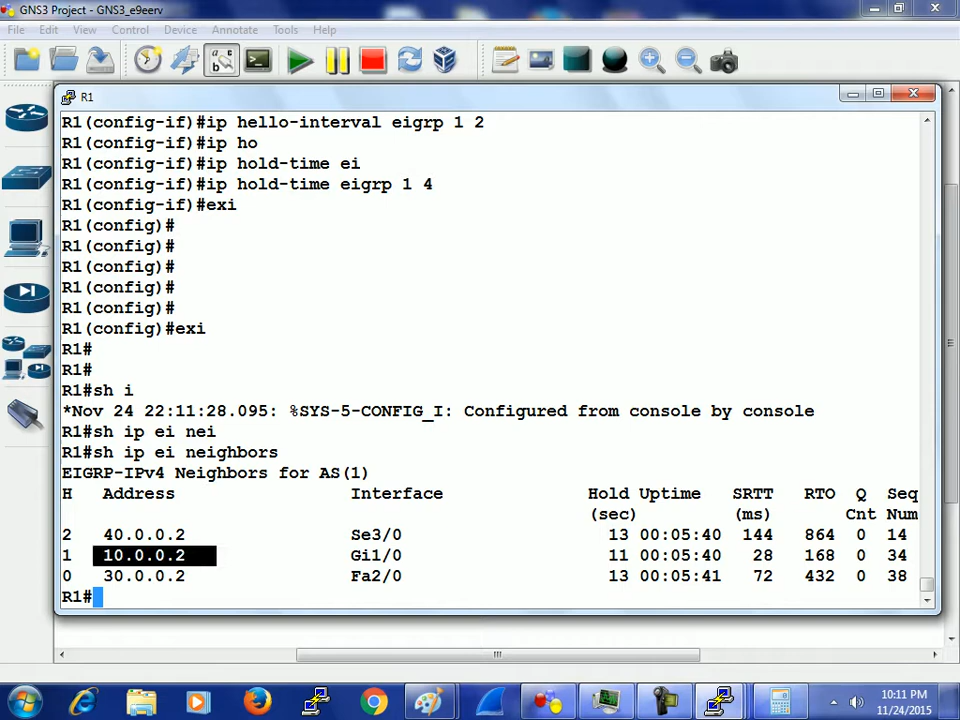 GNS3 Project - GNS3_e9eerv
File Edit View Control Device Annotate Tools Help
R1
R1(config-if)#ip hello-interval eigrp 1 2
R1(config-if)#ip ho
R1(config-if)#ip hold-time ei
R1(config-if)#ip hold-time eigrp 1 4
R1(config-if)#exi
R1(config)#
R1(config)#
R1(config)#
R1(config)#
R1(config)#
R1(config)#exi
R1#
R1#
R1#sh i
*Nov 24 22:11:28.095: %SYS-5-CONFIG_I: Configured from console by console
R1#sh ip ei nei
R1#sh ip ei neighbors
EIGRP-IPv4 Neighbors for AS(1)
H Address Interface Hold Uptime SRTT RTO Q Seq
(sec) (ms) Cnt Num
2 40.0.0.2 Se3/0 13 00:05:40 144 864 0 14
1 10.0.0.2 Gi1/0 11 00:05:40 28 168 0 34
0 30.0.0.2 Fa2/0 13 00:05:41 72 432 0 38
R1#
10:11 PM
11/24/2015